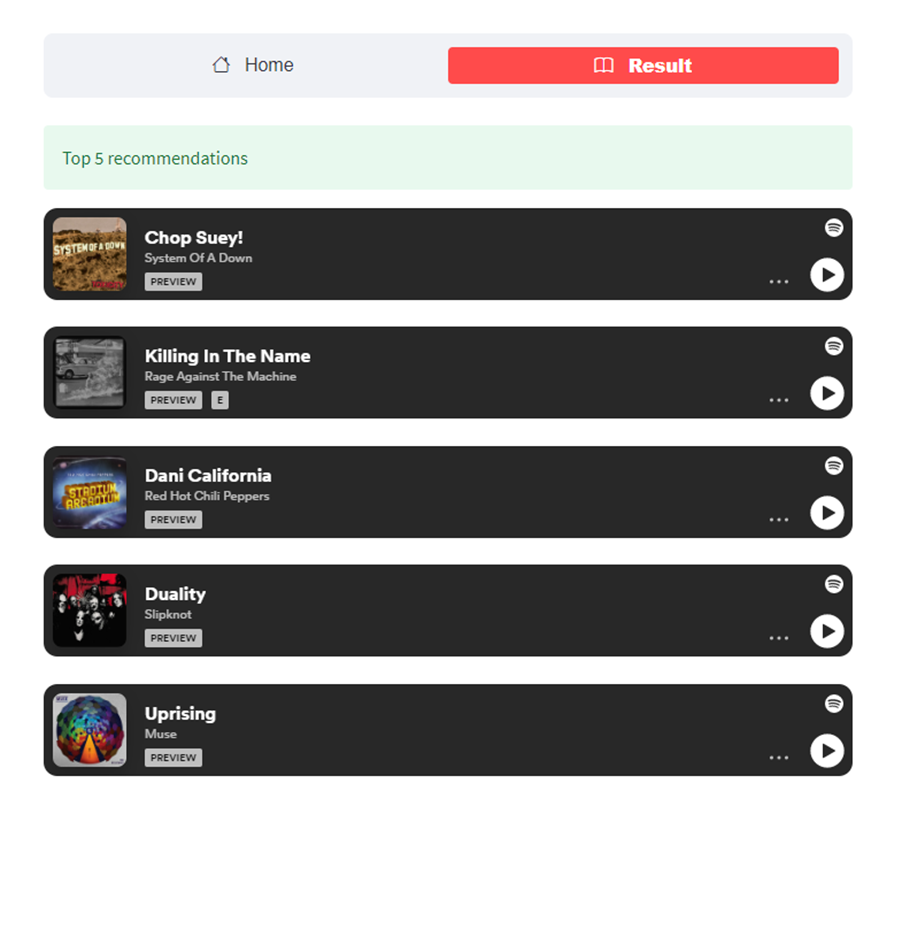 Home
Result
Top 5 recommendations
SYSTEM OF A DOWN
Chop Suey!
System Of A Down
PREVIEW
Killing In The Name
Rage Against The Machine
PREVIEW E
STADIUM
ARCADIUM
Dani California
Red Hot Chili Peppers
PREVIEW
Duality
Slipknot
PREVIEW
Uprising
Muse
PREVIEW